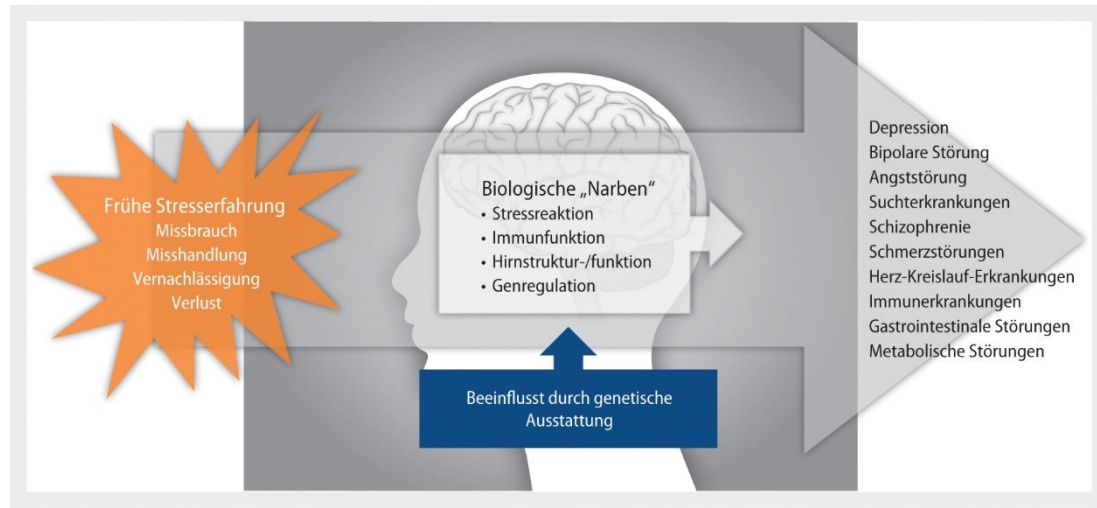 Frühe Stresserfahrung
Missbrauch
Misshandlung
Vernachlässigung
Verlust
Biologische „Narben“
• Stressreaktion
• Immunfunktion
• Hirnstruktur-/funktion
• Genregulation
Beeinflusst durch genetische
Ausstattung
Depression
Bipolare Störung
Angststörung
Suchterkrankungen
Schizophrenie
Schmerzstörungen
Herz-Kreislauf-Erkrankungen
Immunerkrankungen
Gastrointestinale Störungen
Metabolische Störungen